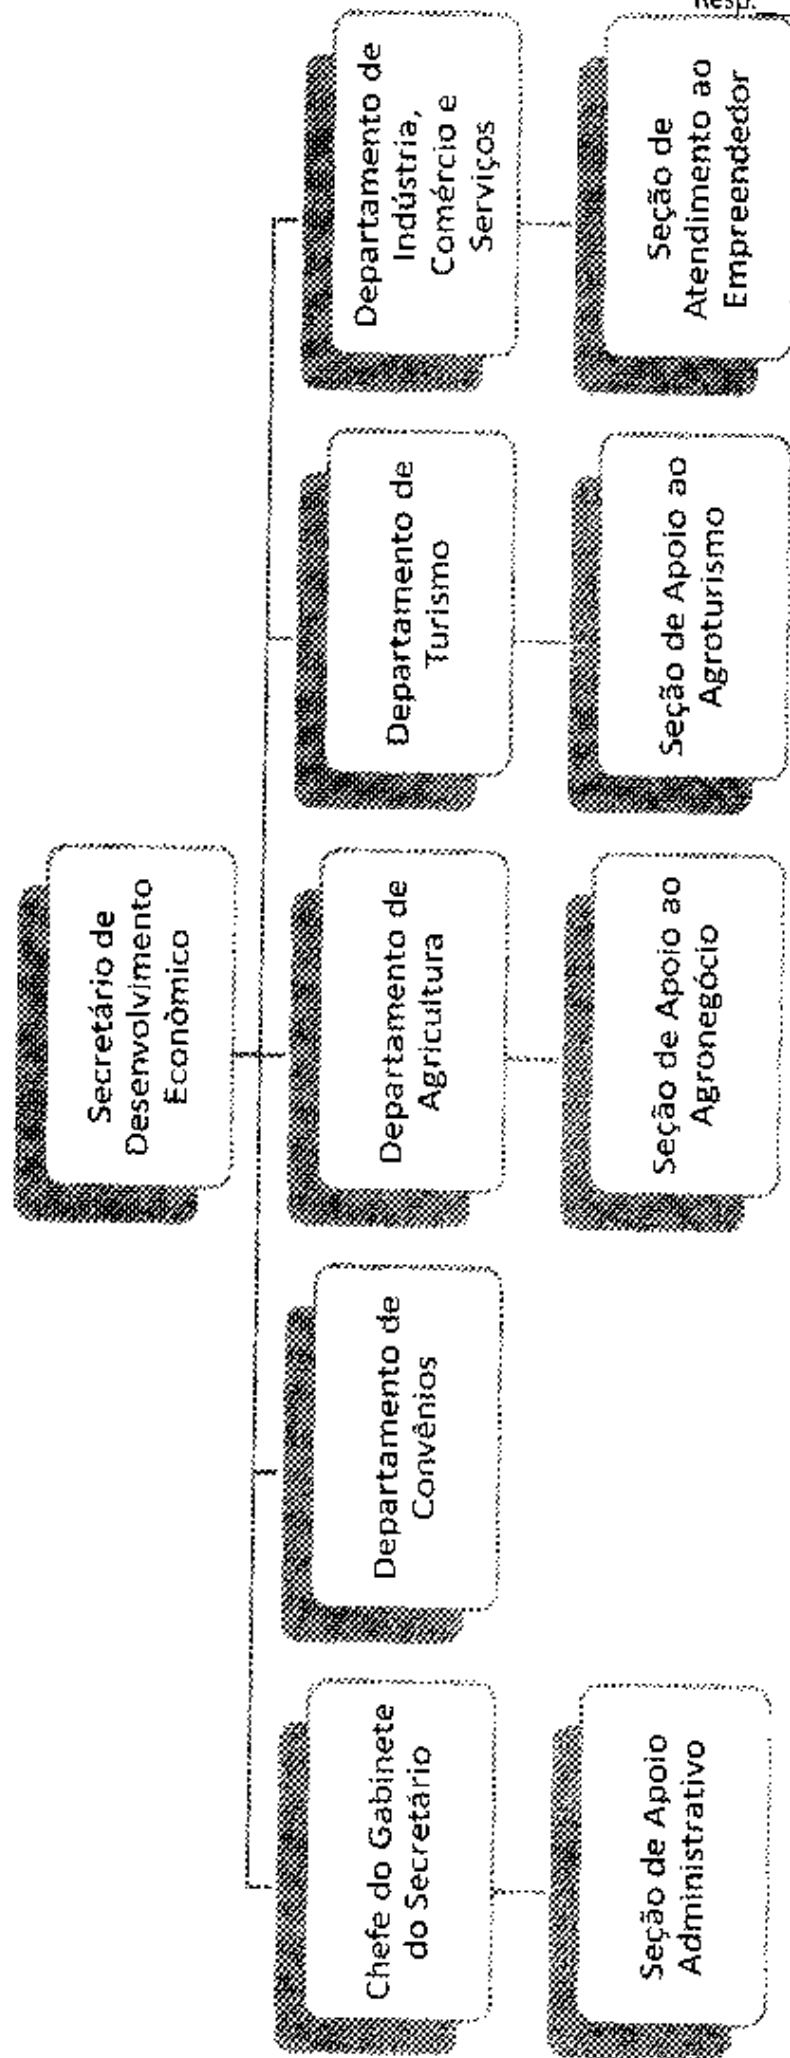 Resp.
Secretário de
Desenvolvimento
Econômico
Chefe do Gabinete
do Secretário
Departamento de
Convênios
Departamento de
Agricultura
Departamento de
Turismo
Departamento de
Indústria,
Comércio e
Serviços
Seção de Apoio
Administrativo
Seção de Apoio ao
Agronegócio
Seção de Apoio ao
Agroturismo
Seção de
Atendimento ao
Empreendedor